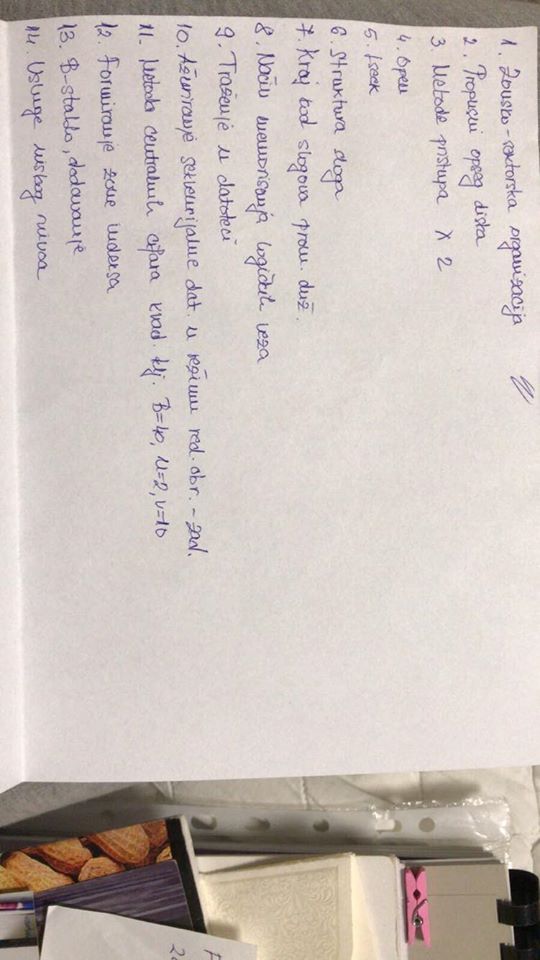 1. Zonsko-sektorska organizacija
2. Propusni opseg diska
3. Metode pristupa X 2
4. Open
5. Iseek
6. Struktura sloga
7. Kraj kod slogova prom. duž.
8. Način memorisanja logičkih veza
9. Traženje u datoteci
10. Ažuriranje sekvencijalne dat. u režimu red. obr. - zad.
11. Metoda centralnih cifara kvad. klj. B=40, n=2, v=10
12. Formiranje zone indeksa
13. B-stablo, dodavanje
14. Usluge niskog nivoa